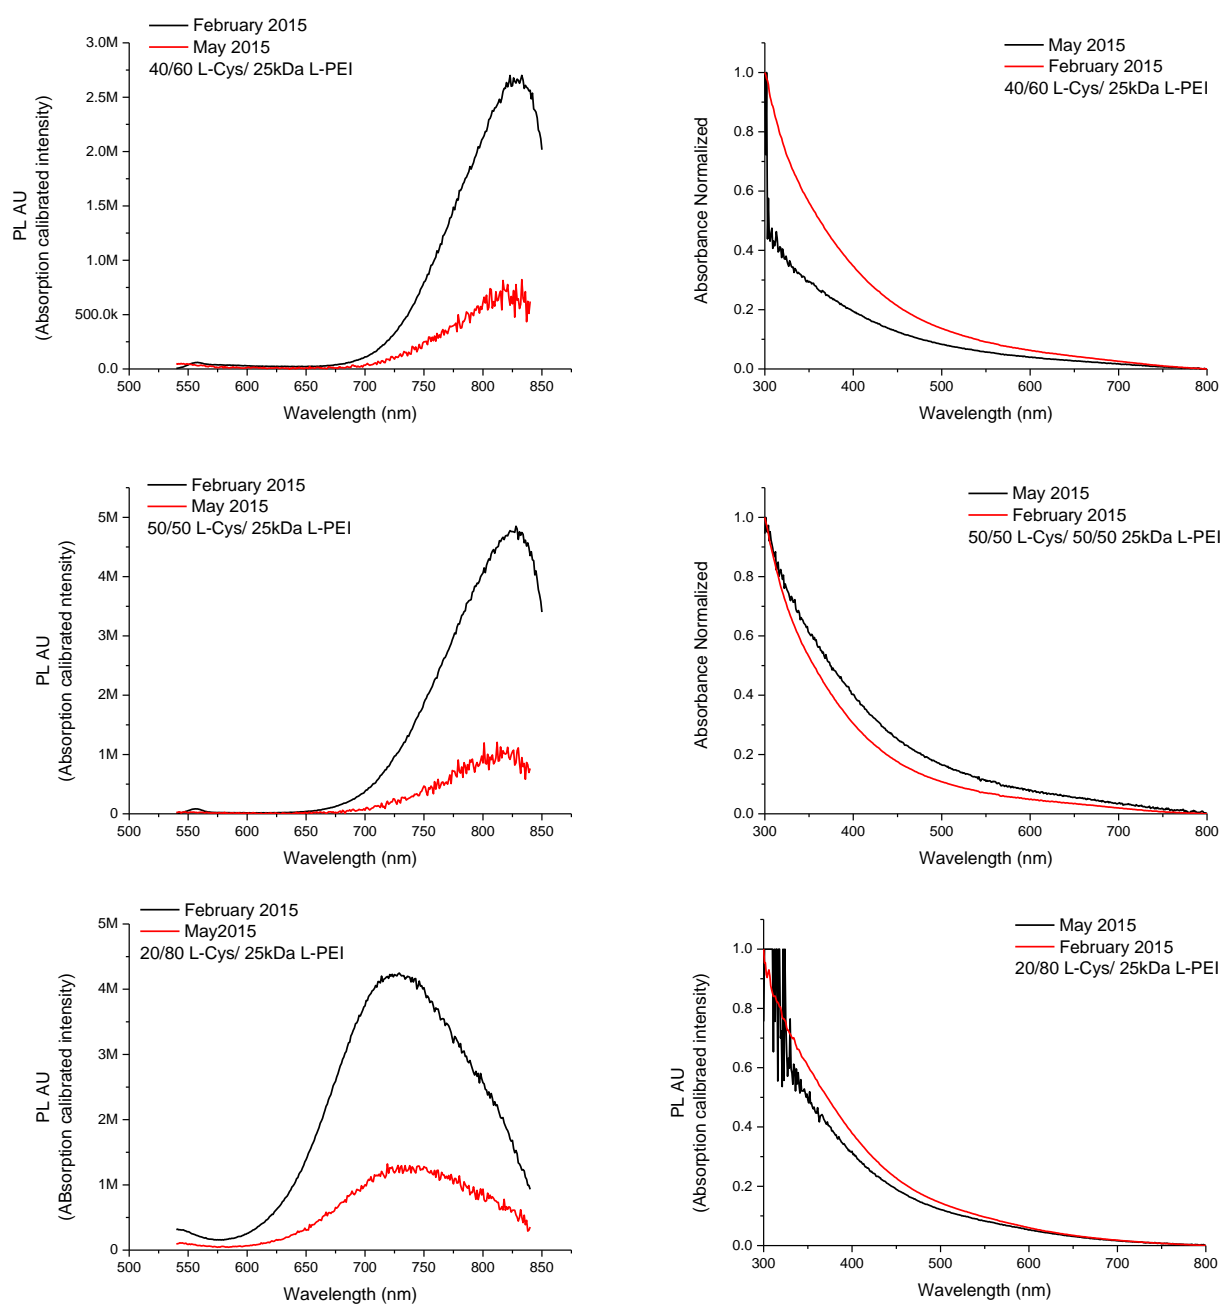 February 2015
May 2015
40/60 L-Cys/ 25kDa L-PEI
3.0M
2.5M
2.0M
1.5M
1.0M
500.0k
0.0
500 550 600 650 700 750 800 850
Wavelength (nm)
PL AU
(Absorption calibrated intensity)
May 2015
February 2015
40/60 L-Cys/ 25kDa L-PEI
1.0
0.8
0.6
0.4
0.2
0.0
300 400 500 600 700 800
Wavelength (nm)
Absorbance Normalized
February 2015
May 2015
50/50 L-Cys/ 25kDa L-PEI
5M
4M
3M
2M
1M
0
500 550 600 650 700 750 800 850
Wavelength (nm)
PL AU
(Absorption calibrated ntensity)
May 2015
February 2015
50/50 L-Cys/ 50/50 25kDa L-PEI
1.0
0.8
0.6
0.4
0.2
0.0
300 400 500 600 700 800
Wavelength (nm)
Absorbance Normalized
February 2015
May2015
20/80 L-Cys/ 25kDa L-PEI
5M
4M
3M
2M
1M
0
500 550 600 650 700 750 800 850
Wavelength (nm)
PL AU
(ABsorption calibrated intensity)
May 2015
February 2015
20/80 L-Cys/ 25kDa L-PEI
1.0
0.8
0.6
0.4
0.2
0.0
300 400 500 600 700 800
Wavelength (nm)
PL AU
(Absorption calibraed intensity)